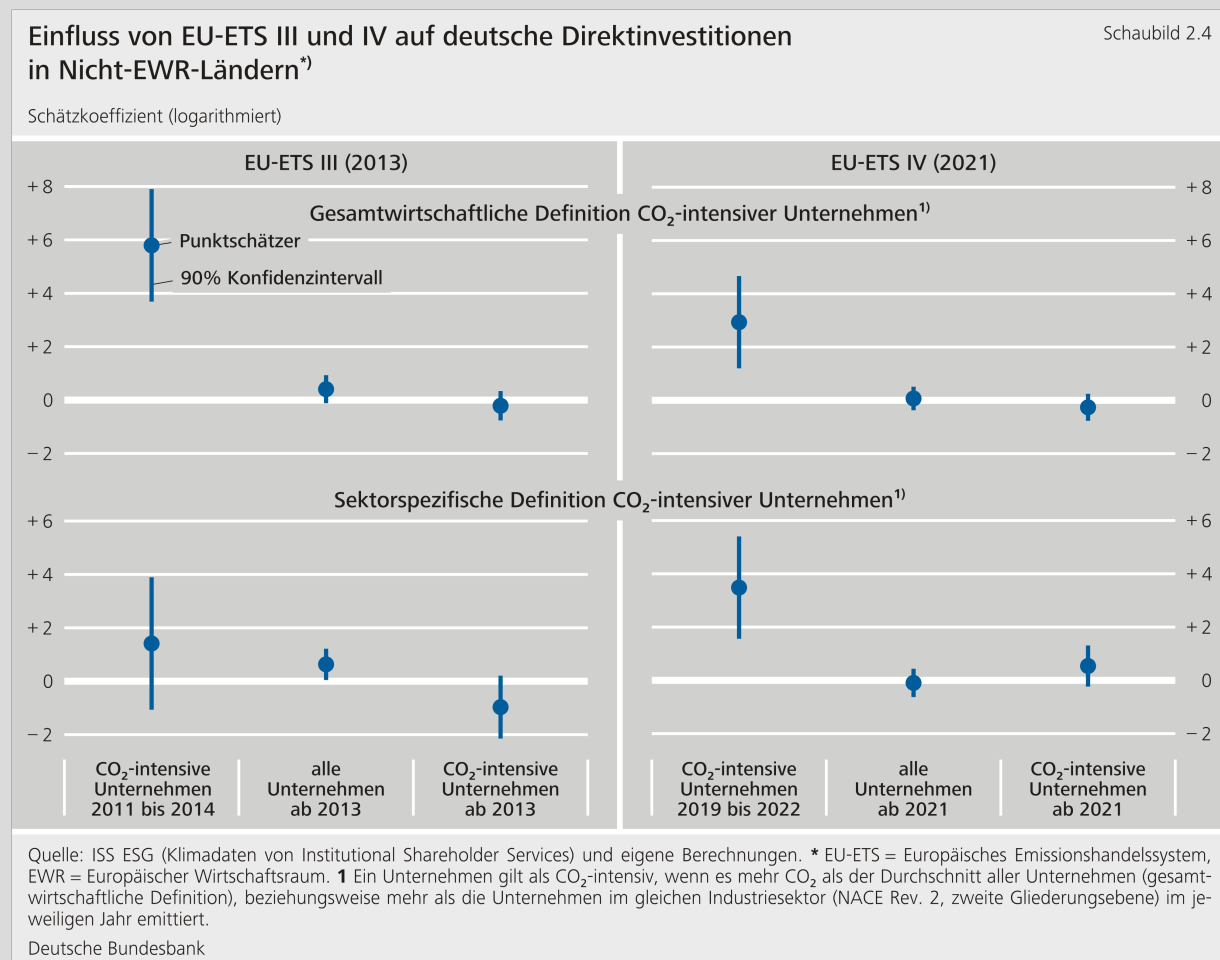 Einfluss von EU-ETS III und IV auf deutsche Direktinvestitionen
in Nicht-EWR-Ländern*)
Schaubild 2.4
Schätzkoeffizient (logarithmiert)
EU-ETS III (2013)
EU-ETS IV (2021)
Gesamtwirtschaftliche Definition CO₂-intensiver Unternehmen¹⁾
+ 8
+ 6
+ 4
+ 2
0
− 2
Punktschätzer
90% Konfidenzintervall
+ 8
+ 6
+ 4
+ 2
0
− 2
Sektorspezifische Definition CO₂-intensiver Unternehmen¹⁾
+ 6
+ 4
+ 2
0
− 2
+ 6
+ 4
+ 2
0
− 2
CO₂-intensive
Unternehmen
2011 bis 2014
alle
Unternehmen
ab 2013
CO₂-intensive
Unternehmen
ab 2013
CO₂-intensive
Unternehmen
2019 bis 2022
alle
Unternehmen
ab 2021
CO₂-intensive
Unternehmen
ab 2021
Quelle: ISS ESG (Klimadaten von Institutional Shareholder Services) und eigene Berechnungen. * EU-ETS = Europäisches Emissionshandelssystem,
EWR = Europäischer Wirtschaftsraum. 1 Ein Unternehmen gilt als CO₂-intensiv, wenn es mehr CO₂ als der Durchschnitt aller Unternehmen (gesamt-
wirtschaftliche Definition), beziehungsweise mehr als die Unternehmen im gleichen Industriesektor (NACE Rev. 2, zweite Gliederungsebene) im je-
weiligen Jahr emittiert.
Deutsche Bundesbank